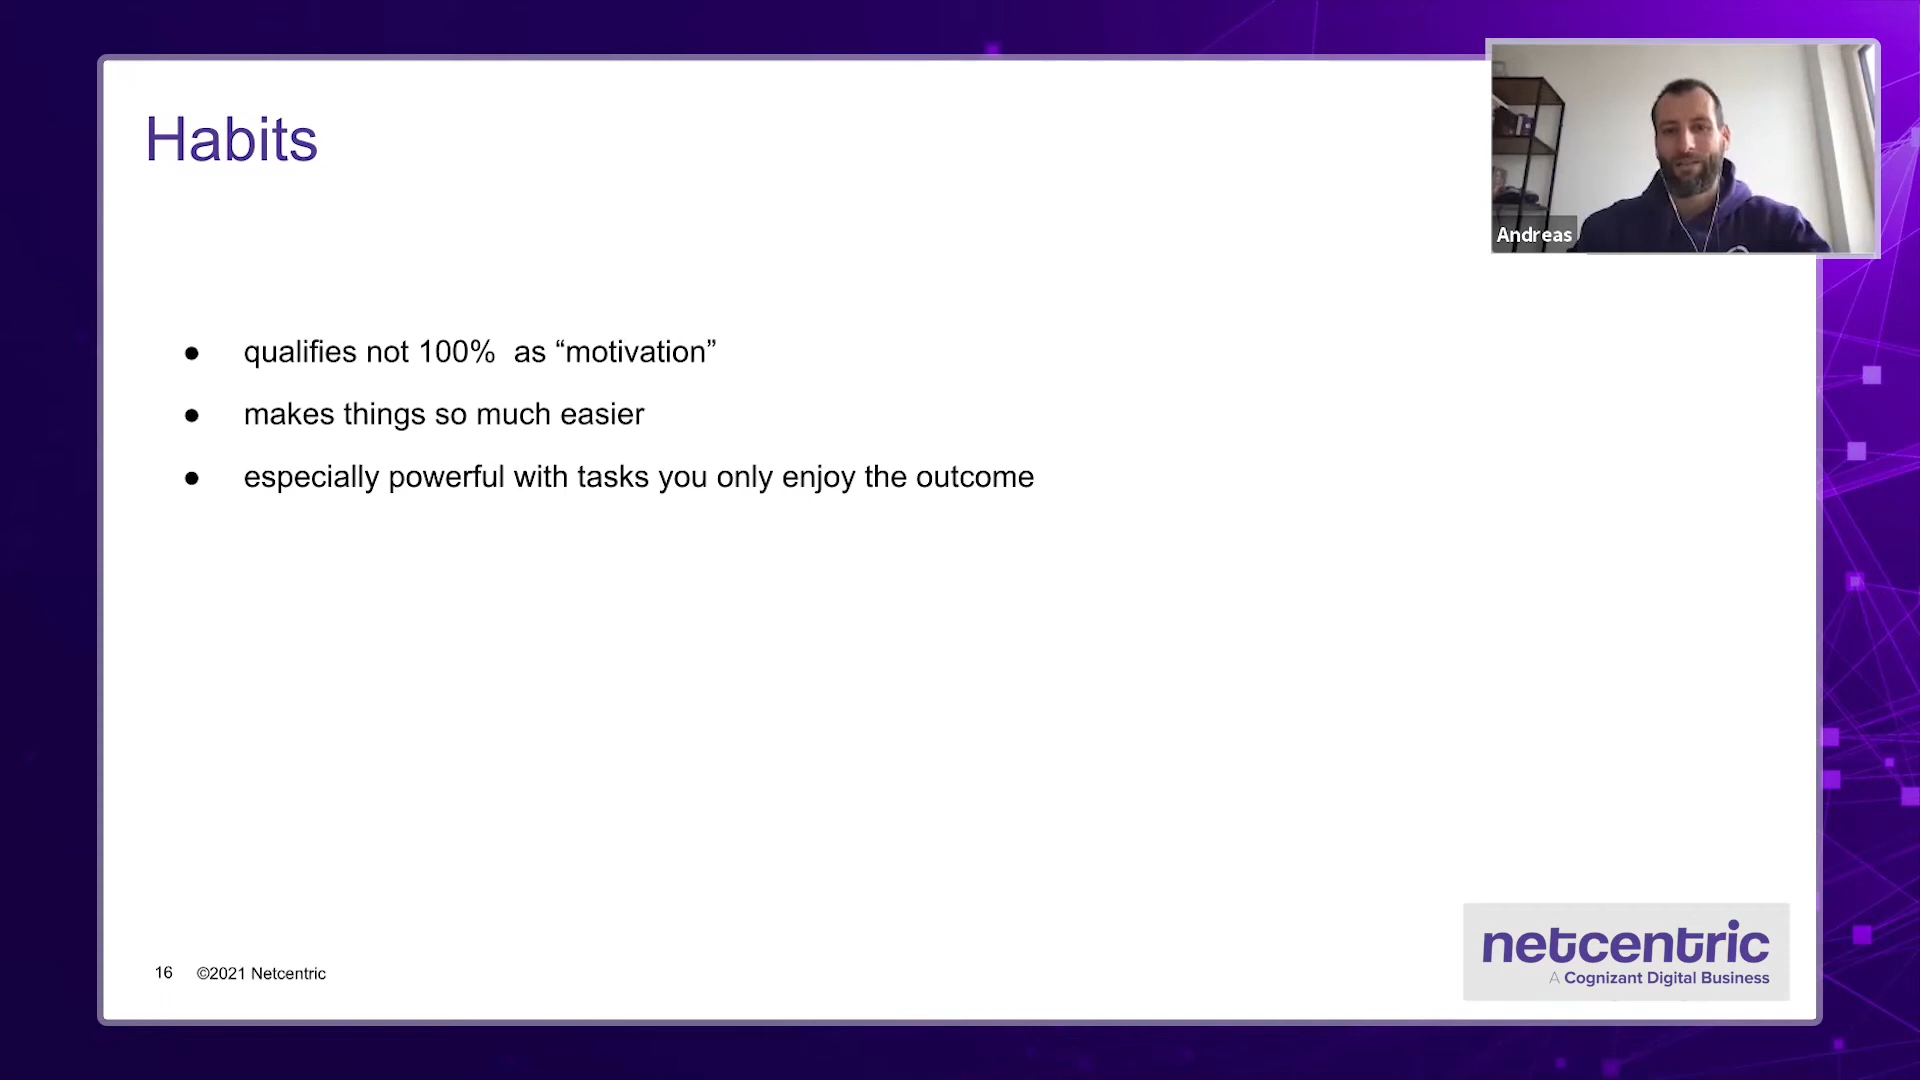 Habits
Andreas
● qualifies not 100%  as “motivation”
● makes things so much easier
● especially powerful with tasks you only enjoy the outcome
16 ©2021 Netcentric
netcentric
A Cognizant Digital Business